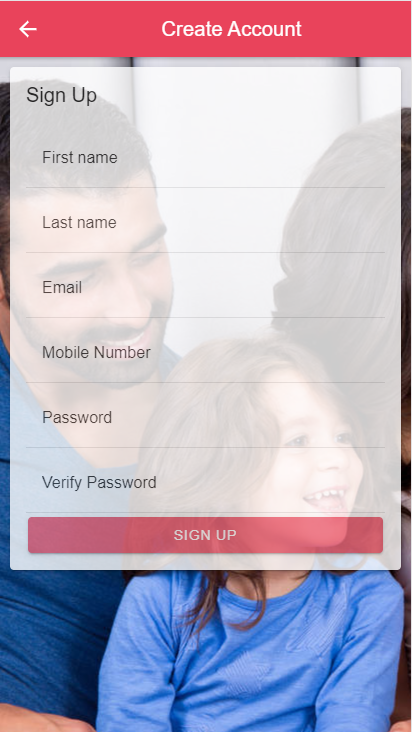 Create Account
Sign Up
First name
Last name
Email
Mobile Number
Password
Verify Password
SIGN UP